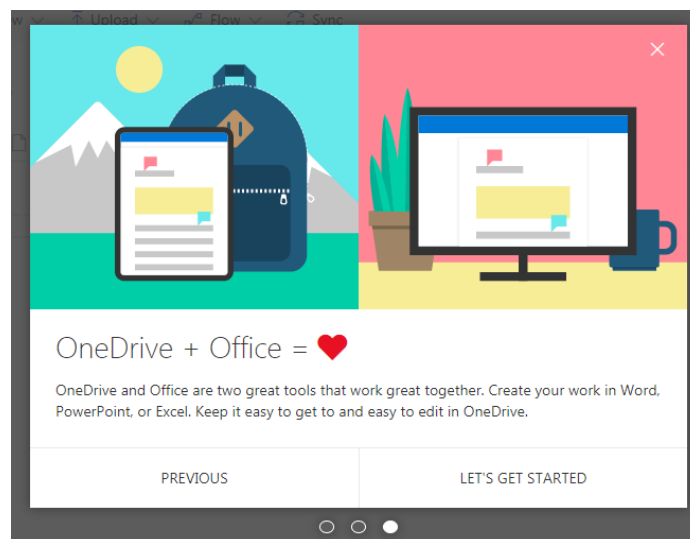 w Upload Flow Sync
OneDrive + Office = ❤
OneDrive and Office are two great tools that work great together. Create your work in Word,
PowerPoint, or Excel. Keep it easy to get to and easy to edit in OneDrive.
PREVIOUS LET'S GET STARTED